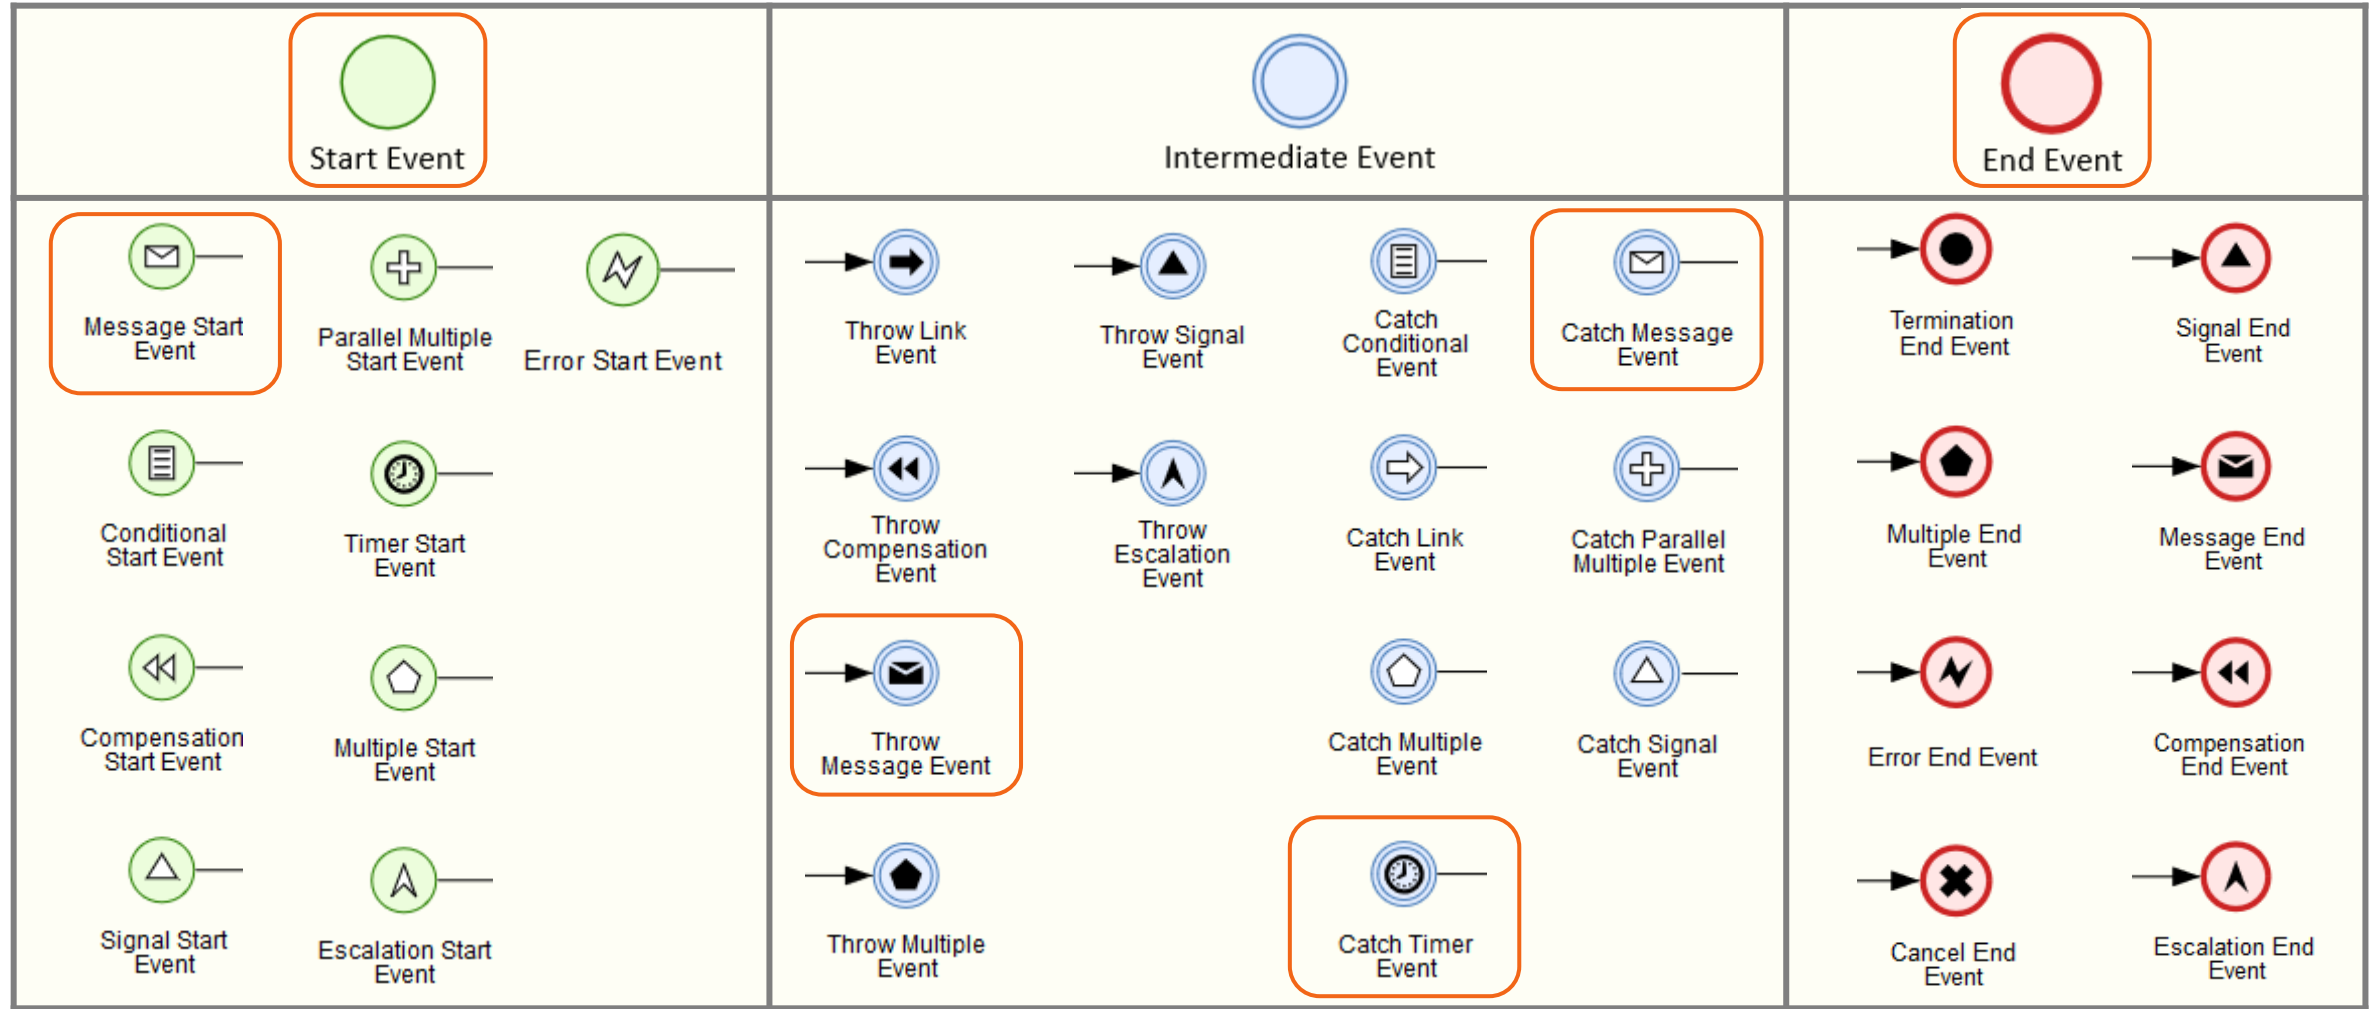 Start Event
Intermediate Event
End Event
Message Start
Event
Parallel Multiple
Start Event
Error Start Event
Conditional
Start Event
Timer Start
Event
Compensation
Start Event
Multiple Start
Event
Signal Start
Event
Escalation Start
Event
Throw Link
Event
Throw Signal
Event
Catch
Conditional
Event
Catch Message
Event
Throw
Compensation
Event
Throw
Escalation
Event
Catch Link
Event
Catch Parallel
Multiple Event
Throw
Message Event
Catch Multiple
Event
Catch Signal
Event
Throw Multiple
Event
Catch Timer
Event
Termination
End Event
Signal End
Event
Multiple End
Event
Message End
Event
Error End Event
Compensation
End Event
Cancel End
Event
Escalation End
Event